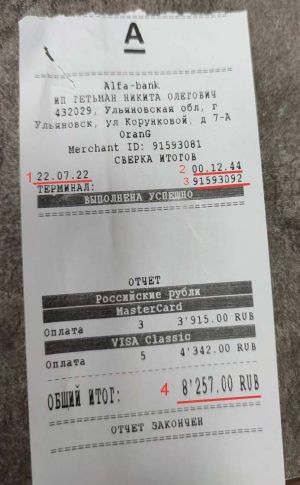 А
Alfa-bank
ИП ГЕТЬМАН НИКИТА ОЛЕГОВИЧ
432029, Ульяновская обл, г
Ульяновск, ул Корунковой, д 7-А
OranG
Merchant ID: 91593081
СВЕРКА ИТОГОВ
1 22.07.22 2 00.12.44
ТЕРМИНАЛ: 3 91593092
ВЫПОЛНЕНА УСПЕШНО
ОТЧЕТ
Российские рубли
MasterCard
Оплата 3 3'915.00 RUB
VISA Classic
Оплата 5 4'342.00 RUB
ОБЩИЙ ИТОГ: 4 8'257.00 RUB
ОТЧЕТ ЗАКОНЧЕН